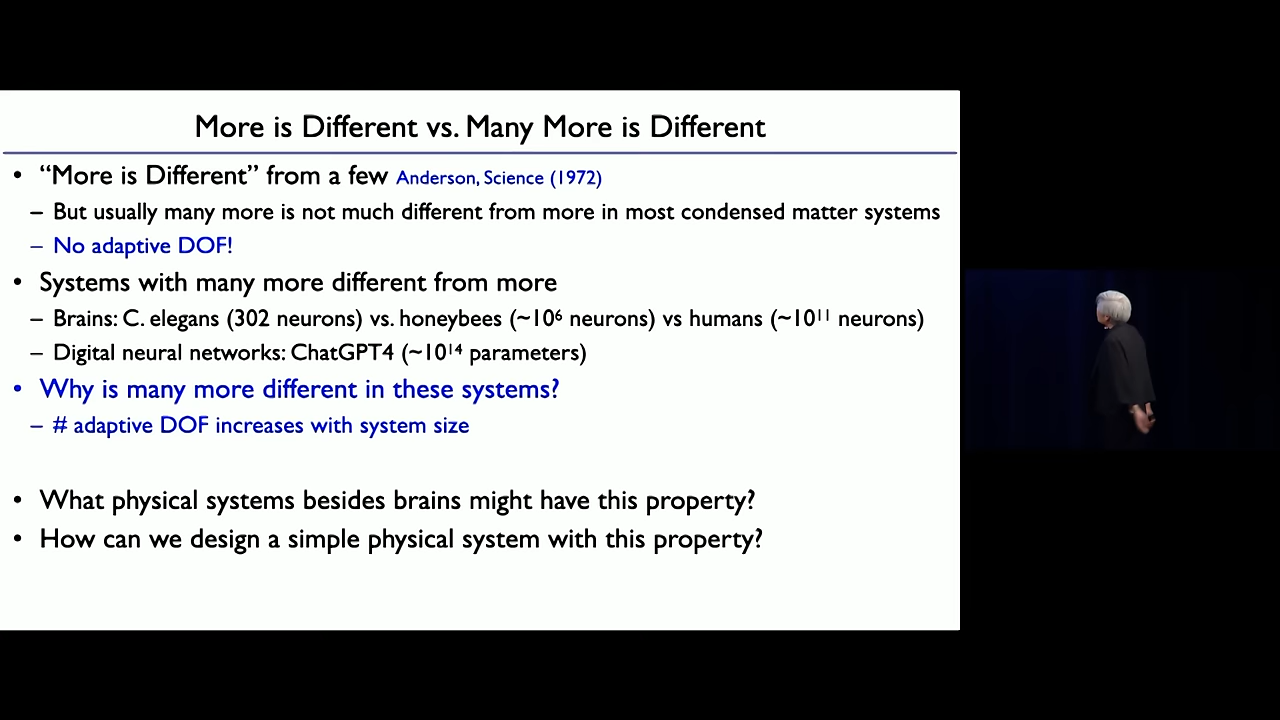 More is Different vs. Many More is Different
• “More is Different” from a few Anderson, Science (1972)
– But usually many more is not much different from more in most condensed matter systems
– No adaptive DOF!
• Systems with many more different from more
– Brains: C. elegans (302 neurons) vs. honeybees (~10⁶ neurons) vs humans (~10¹¹ neurons)
– Digital neural networks: ChatGPT4 (~10¹⁴ parameters)
• Why is many more different in these systems?
– # adaptive DOF increases with system size
• What physical systems besides brains might have this property?
• How can we design a simple physical system with this property?